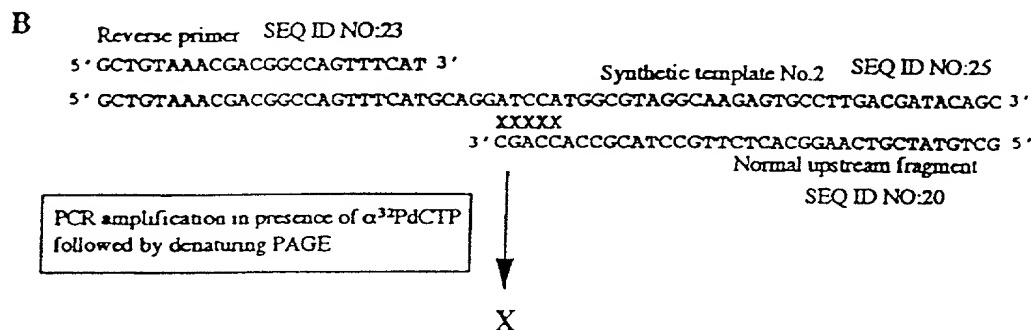 B
Reverse primer SEQ ID NO:23
5' GCTGTAAACGACGGCCAGTTTCAT 3'
Synthetic template No.2 SEQ ID NO:25
5' GCTGTAAACGACGGCCAGTTTCATGCAGGATCCATGGCGTAGGCAAGAGTGCCTTGACGATACAGC 3'
XXXXX
3' CGACCACCGCATCCGTTCTCACGGAACTGCTATGTCG 5'
Normal upstream fragment
SEQ ID NO:20
PCR amplification in presence of α³²PdCTP
followed by denaturing PAGE
X